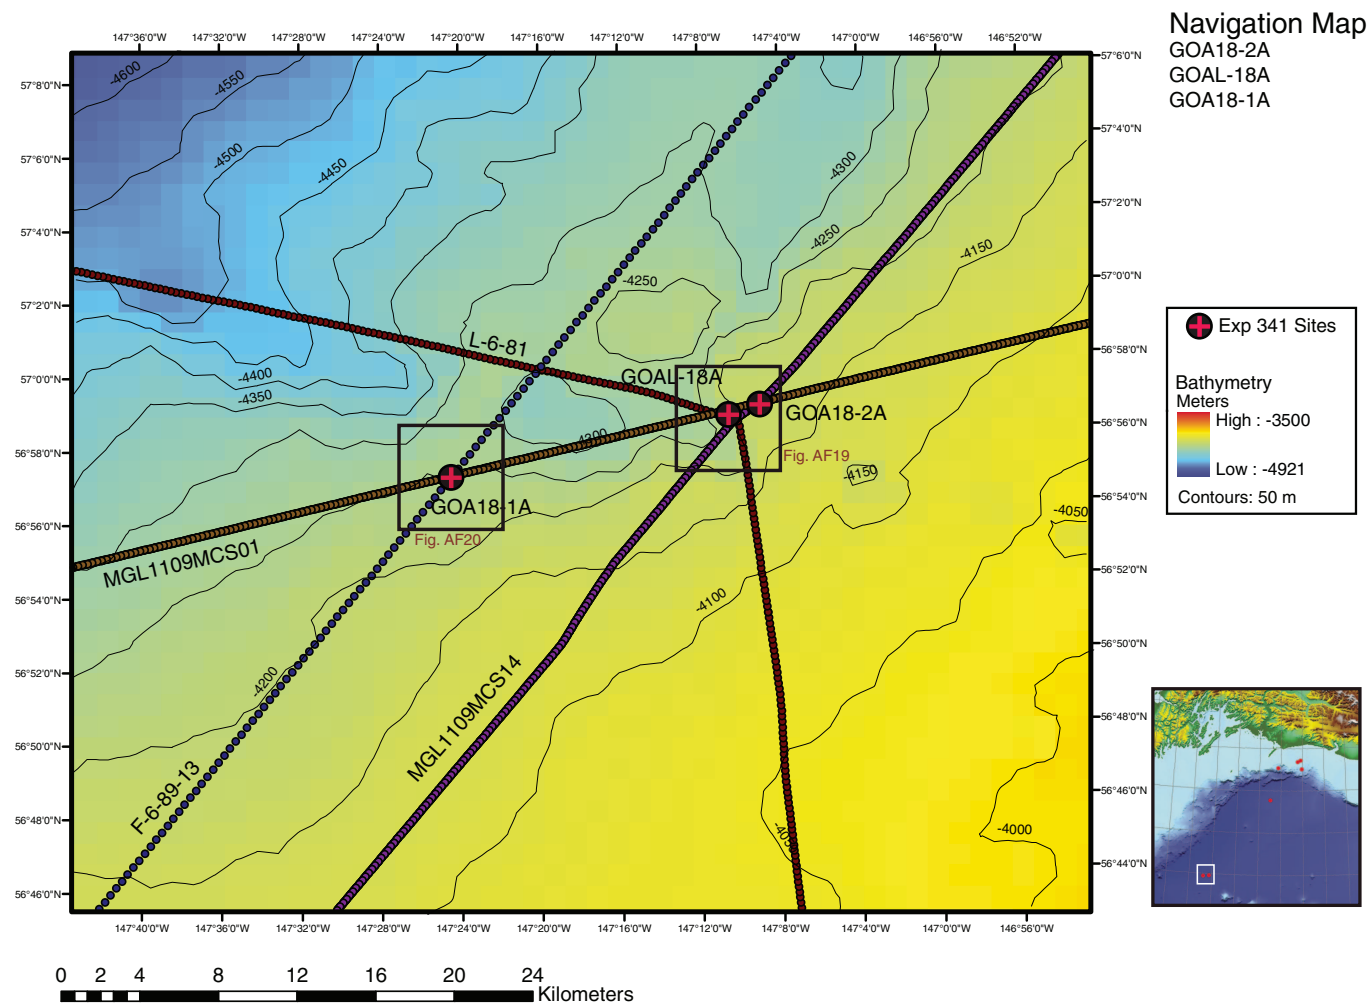 Navigation Map
GOA18-2A
GOAL-18A
GOA18-1A
147°36'0"W 147°32'0"W 147°28'0"W 147°24'0"W 147°20'0"W 147°16'0"W 147°12'0"W 147°8'0"W 147°4'0"W 147°0'0"W 146°56'0"W 146°52'0"W
57°8'0"N
57°6'0"N
57°4'0"N
57°2'0"N
57°0'0"N
56°58'0"N
56°56'0"N
56°54'0"N
56°52'0"N
56°50'0"N
56°48'0"N
56°46'0"N
57°6'0"N
57°4'0"N
57°2'0"N
57°0'0"N
56°58'0"N
56°56'0"N
56°54'0"N
56°52'0"N
56°50'0"N
56°48'0"N
56°46'0"N
56°44'0"N
-4600
-4550
-4500
-4450
-4300
-4250
-4150
-4250
L-6-81
-4400
-4350
GOAL-18A
GOA18-2A
-4300
Fig. AF19
-4150
GOA18-1A
Fig. AF20
-4050
MGL1109MCS01
-4100
-4200
MGL1109MCS14
F-6-89-13
-4050
-4000
147°40'0"W 147°36'0"W 147°32'0"W 147°28'0"W 147°24'0"W 147°20'0"W 147°16'0"W 147°12'0"W 147°8'0"W 147°4'0"W 147°0'0"W 146°56'0"W
Exp 341 Sites
Bathymetry
Meters
High : -3500
Low : -4921
Contours: 50 m
0 2 4 8 12 16 20 24
Kilometers